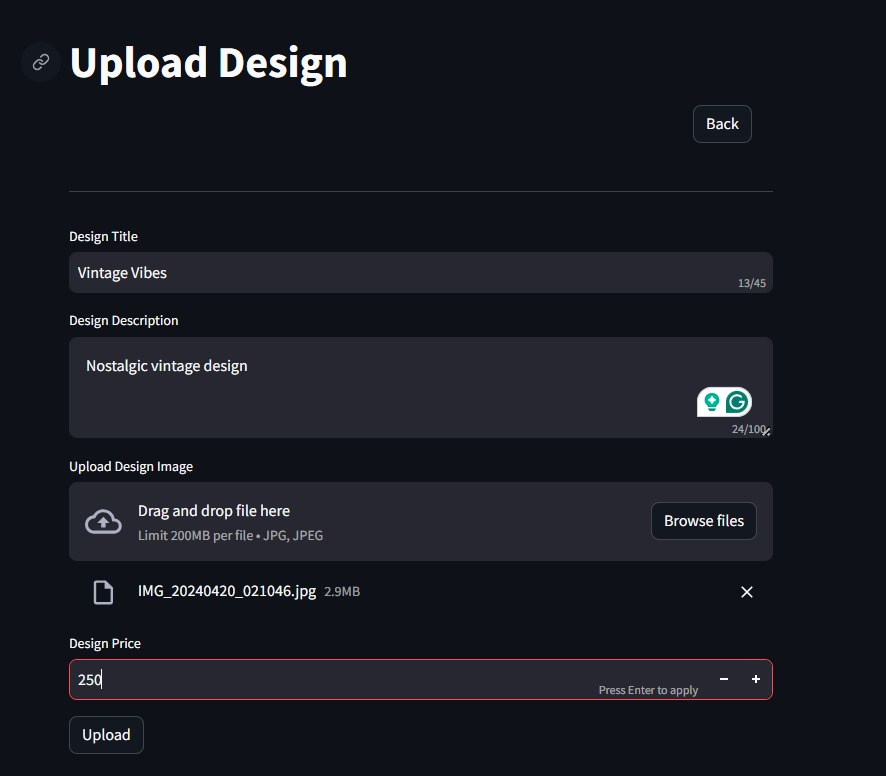 Upload Design
Back
Design Title
Vintage Vibes
13/45
Design Description
Nostalgic vintage design
24/100
Upload Design Image
Drag and drop file here
Limit 200MB per file • JPG, JPEG
Browse files
IMG_20240420_021046.jpg 2.9MB
Design Price
250
Press Enter to apply
Upload